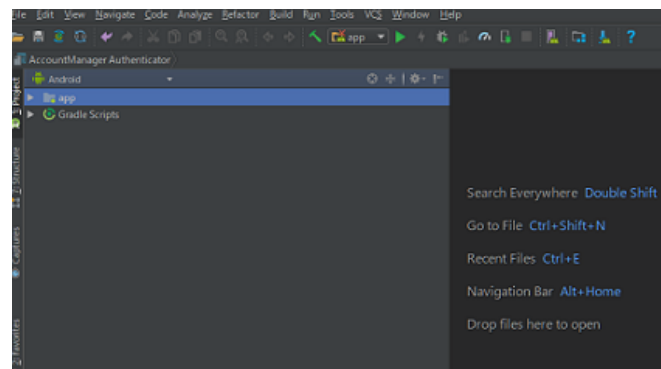 File Edit View Navigate Code Analyze Refactor Build Run Tools VCS Window Help
app
AccountManager Authenticator
Android
app
Gradle Scripts
Project
Z: Structure
Captures
2: Favorites
Search Everywhere Double Shift
Go to File Ctrl+Shift+N
Recent Files Ctrl+E
Navigation Bar Alt+Home
Drop files here to open